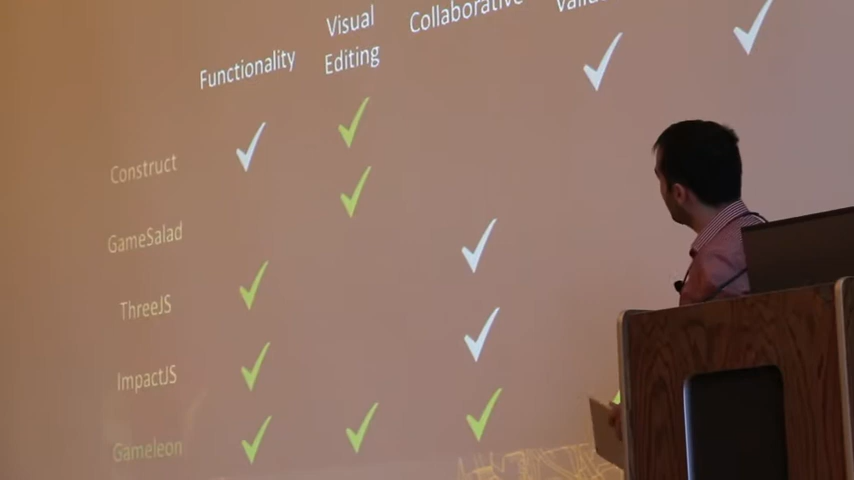 Functionality
Visual
Editing
Collaborative
Construct
GameSalad
ThreeJS
ImpactJS
Gameleon